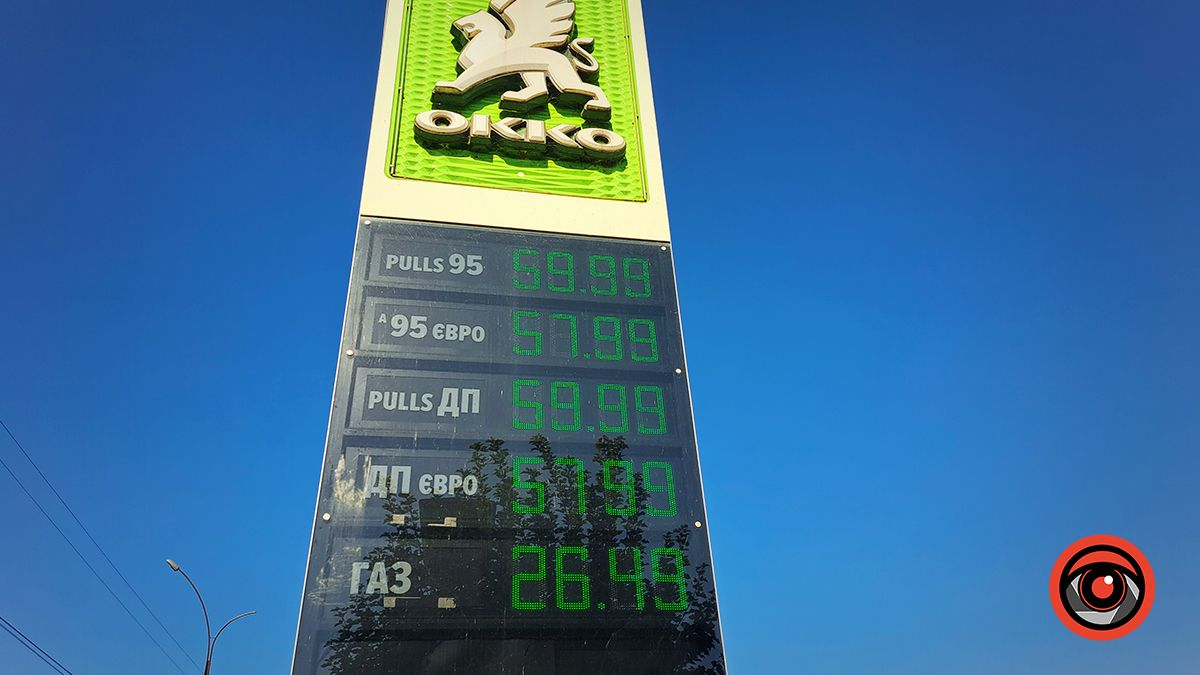 OKKO
PULLS 95 59.99
A 95 ЄВРО 57.99
PULLS ДП 59.99
ДП ЄВРО 57.99
ГАЗ 26.49